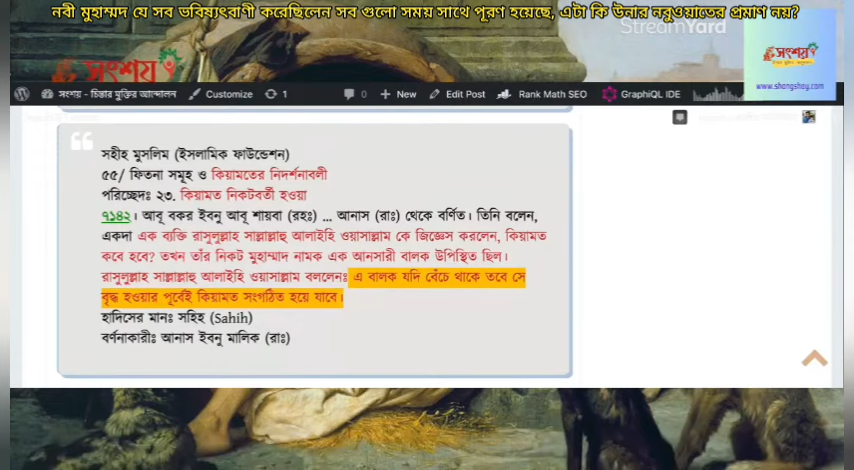 নবী মুহাম্মদ যে সব ভবিষ্যৎবাণী করেছিলেন সব গুলো সময় সাথে পূরণ হয়েছে, এটা কি উনার নবুওয়াতের প্রমাণ নয়?
StreamYard
সংশয়
সংশয়
www.shongshoy.com
সংশয় - চিন্তার মুক্তির আন্দোলন Customize 1 0 New Edit Post Rank Math SEO GraphiQL IDE
সহীহ মুসলিম (ইসলামিক ফাউন্ডেশন)
৫৫/ ফিতনা সমূহ ও কিয়ামতের নিদর্শনাবলী
পরিচ্ছেদঃ ২৩. কিয়ামত নিকটবর্তী হওয়া
৭১৪২। আবূ বকর ইবনু আবূ শায়বা (রহঃ) ... আনাস (রাঃ) থেকে বর্ণিত। তিনি বলেন,
একদা এক ব্যক্তি রাসুলুল্লাহ সাল্লাল্লাহু আলাইহি ওয়াসাল্লাম কে জিজ্ঞেস করলেন, কিয়ামত
কবে হবে? তখন তাঁর নিকট মুহাম্মাদ নামক এক আনসারী বালক উপিস্থিত ছিল।
রাসুলুল্লাহ সাল্লাল্লাহু আলাইহি ওয়াসাল্লাম বললেনঃ এ বালক যদি বেঁচে থাকে তবে সে
বৃদ্ধ হওয়ার পূর্বেই কিয়ামত সংগঠিত হয়ে যাবে।
হাদিসের মানঃ সহিহ (Sahih)
বর্ণনাকারীঃ আনাস ইবনু মালিক (রাঃ)